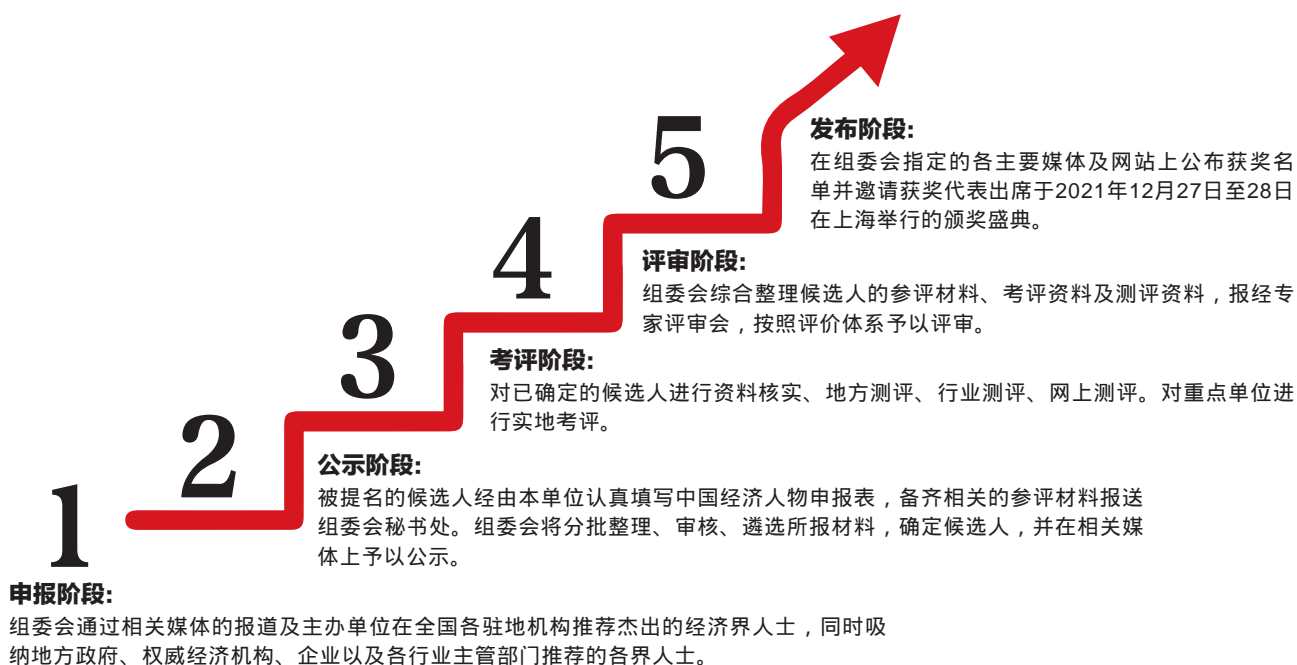 1
申报阶段:
组委会通过相关媒体的报道及主办单位在全国各驻地机构推荐杰出的经济界人士，同时吸
纳地方政府、权威经济机构、企业以及各行业主管部门推荐的各界人士。
2
公示阶段:
被提名的候选人经由本单位认真填写中国经济人物申报表，备齐相关的参评材料报送
组委会秘书处。组委会将分批整理、审核、遴选所报材料，确定候选人，并在相关媒
体上予以公示。
3
考评阶段:
对已确定的候选人进行资料核实、地方测评、行业测评、网上测评。对重点单位进
行实地考评。
4
评审阶段:
组委会综合整理候选人的参评材料、考评资料及测评资料，报经专
家评审会，按照评价体系予以评审。
5
发布阶段:
在组委会指定的各主要媒体及网站上公布获奖名
单并邀请获奖代表出席于2021年12月27日至28日
在上海举行的颁奖盛典。